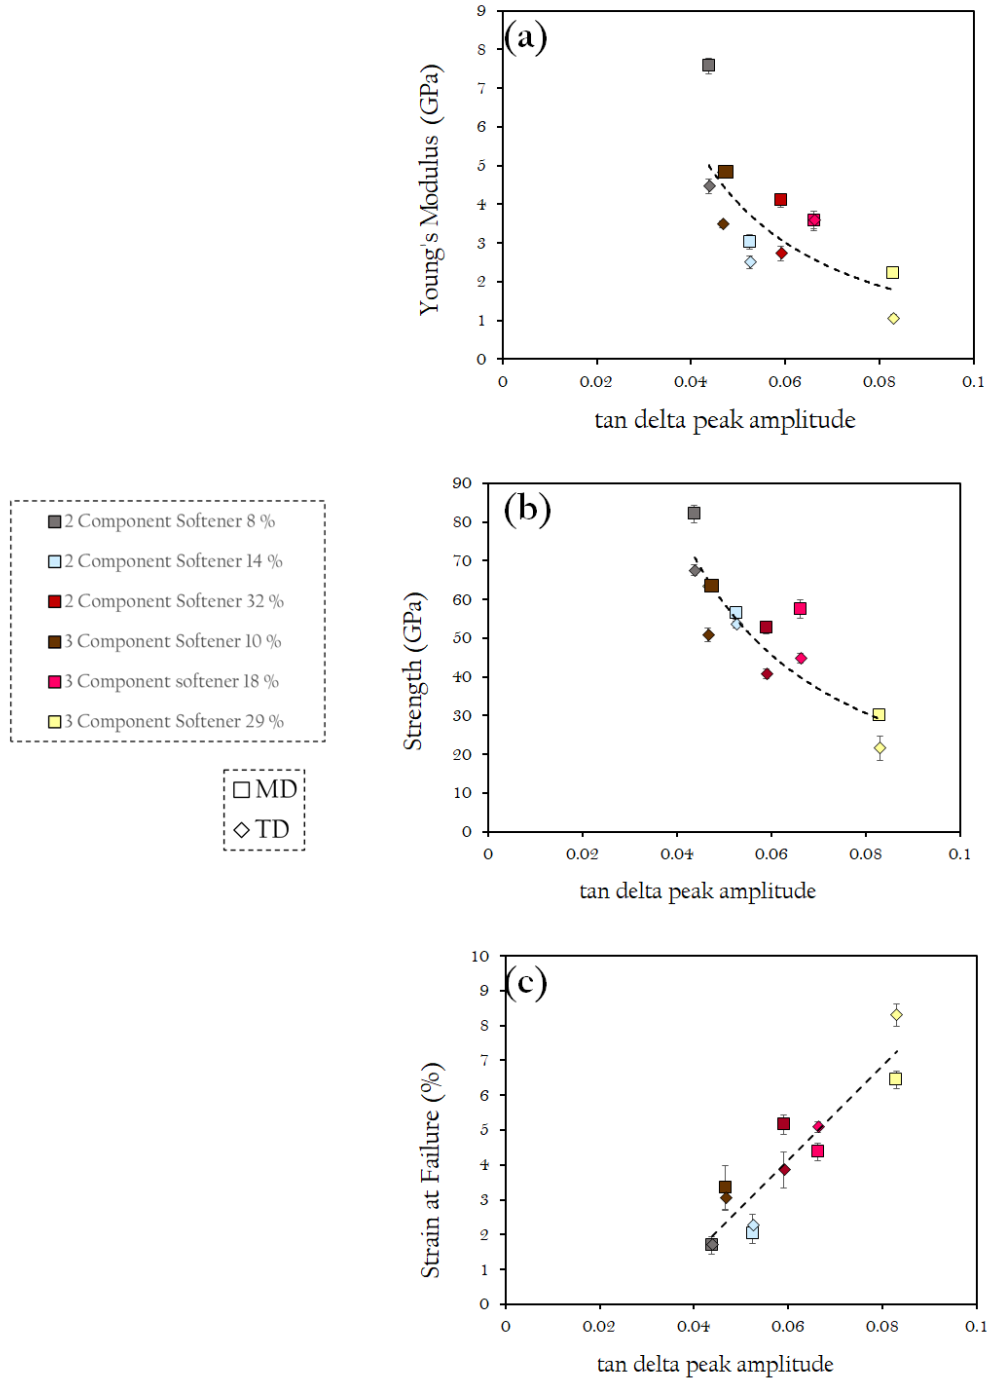 (a)
Young's Modulus (GPa)
9
8
7
6
5
4
3
2
1
0
0 0.02 0.04 0.06 0.08 0.1
tan delta peak amplitude
(b)
Strength (GPa)
90
80
70
60
50
40
30
20
10
0
0 0.02 0.04 0.06 0.08 0.1
tan delta peak amplitude
2 Component Softener 8 %
2 Component Softener 14 %
2 Component Softener 32 %
3 Component Softener 10 %
3 Component softener 18 %
3 Component Softener 29 %
MD
TD
(c)
Strain at Failure (%)
10
9
8
7
6
5
4
3
2
1
0
0 0.02 0.04 0.06 0.08 0.1
tan delta peak amplitude